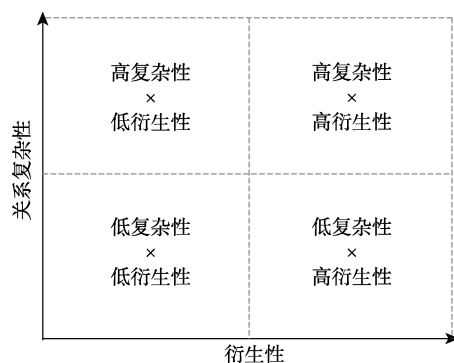 高复杂性
×
低衍生性
高复杂性
×
高衍生性
关系复杂性
低复杂性
×
低衍生性
低复杂性
×
高衍生性
衍生性